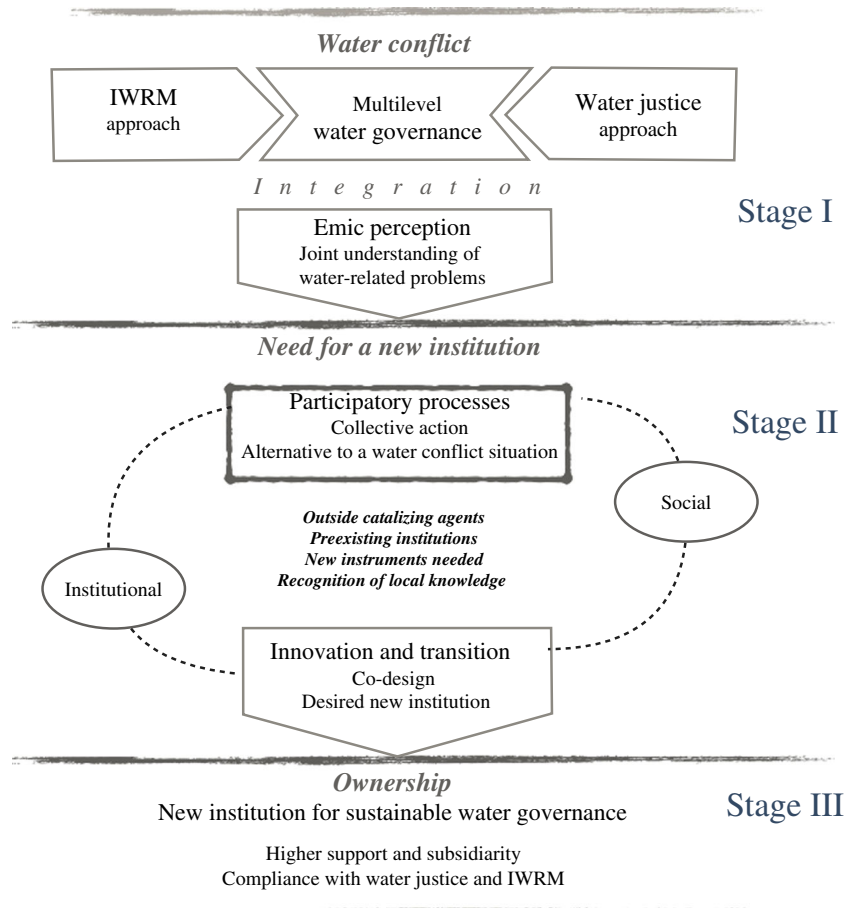 Water conflict
IWRM
approach
Multilevel
water governance
Water justice
approach
Integration
Stage I
Emic perception
Joint understanding of
water-related problems
Need for a new institution
Participatory processes
Collective action
Alternative to a water conflict situation
Stage II
Social
Outside catalizing agents
Preexisting institutions
New instruments needed
Recognition of local knowledge
Institutional
Innovation and transition
Co-design
Desired new institution
Ownership
New institution for sustainable water governance
Stage III
Higher support and subsidiarity
Compliance with water justice and IWRM